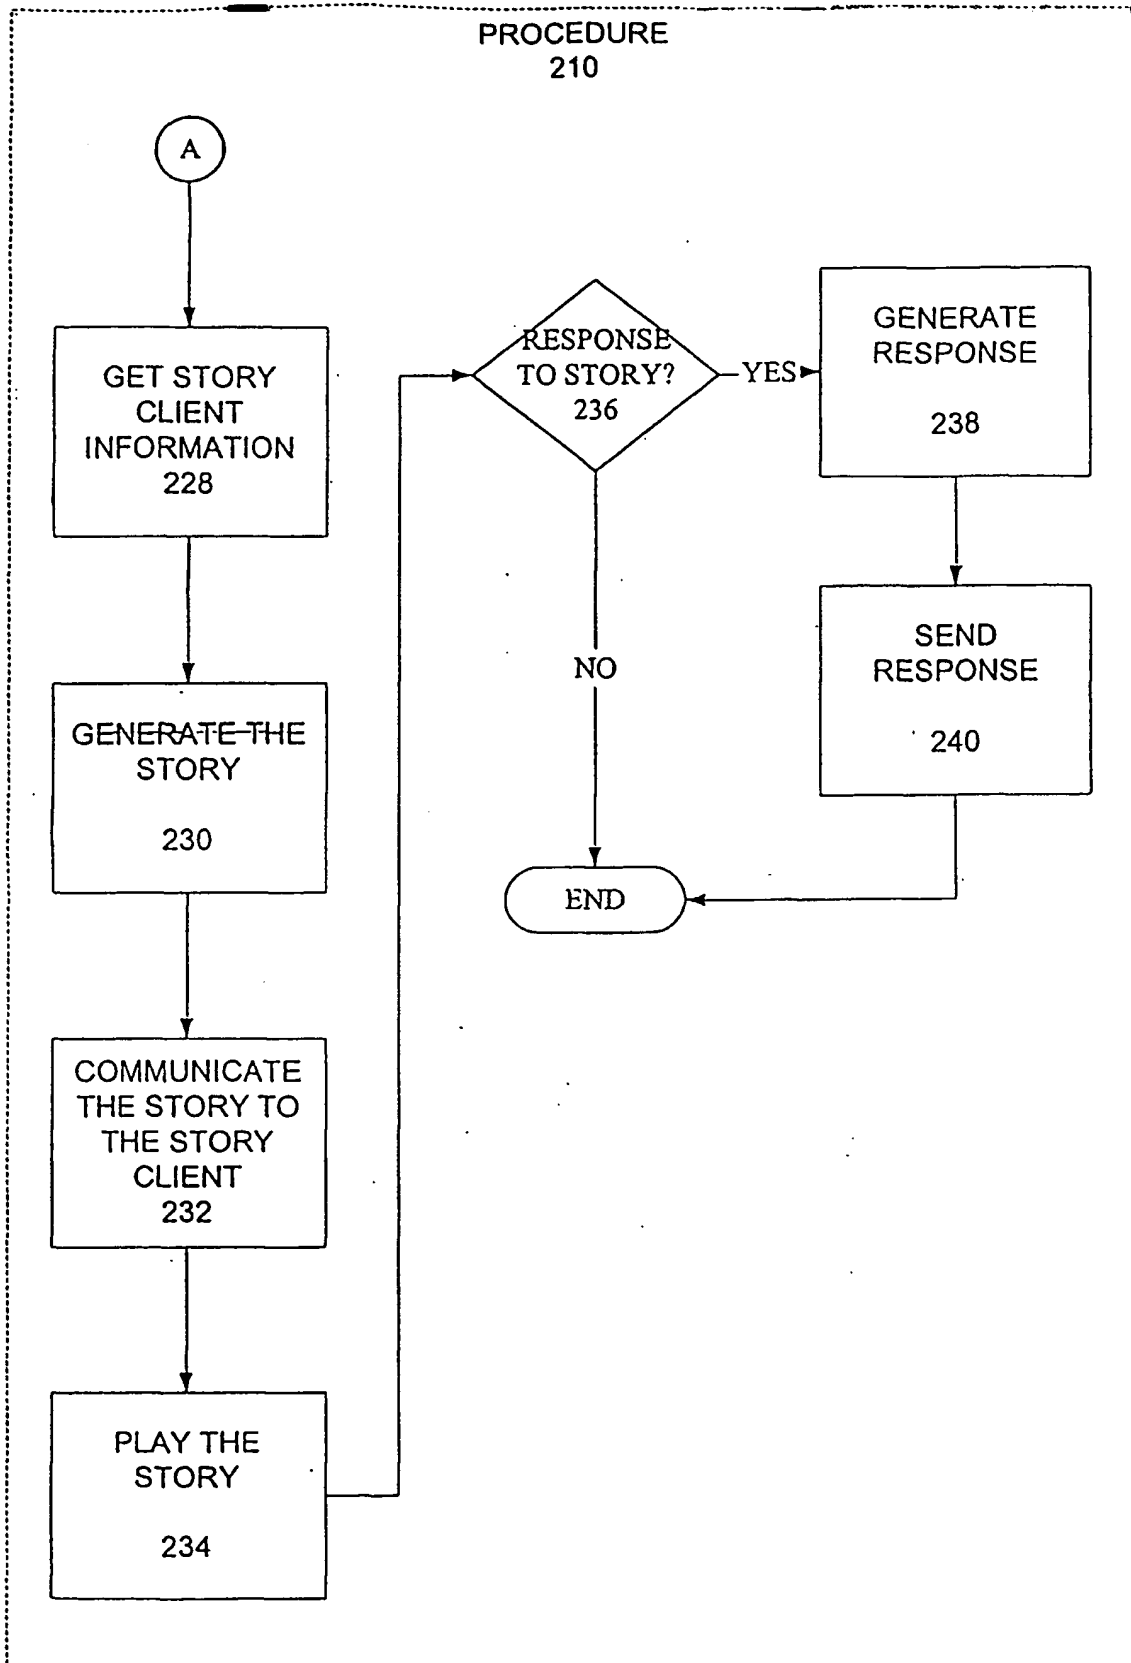 PROCEDURE
210
A
GET STORY
CLIENT
INFORMATION
228
GENERATE THE
STORY
230
COMMUNICATE
THE STORY TO
THE STORY
CLIENT
232
PLAY THE
STORY
234
RESPONSE
TO STORY?
236
YES
NO
GENERATE
RESPONSE
238
SEND
RESPONSE
240
END